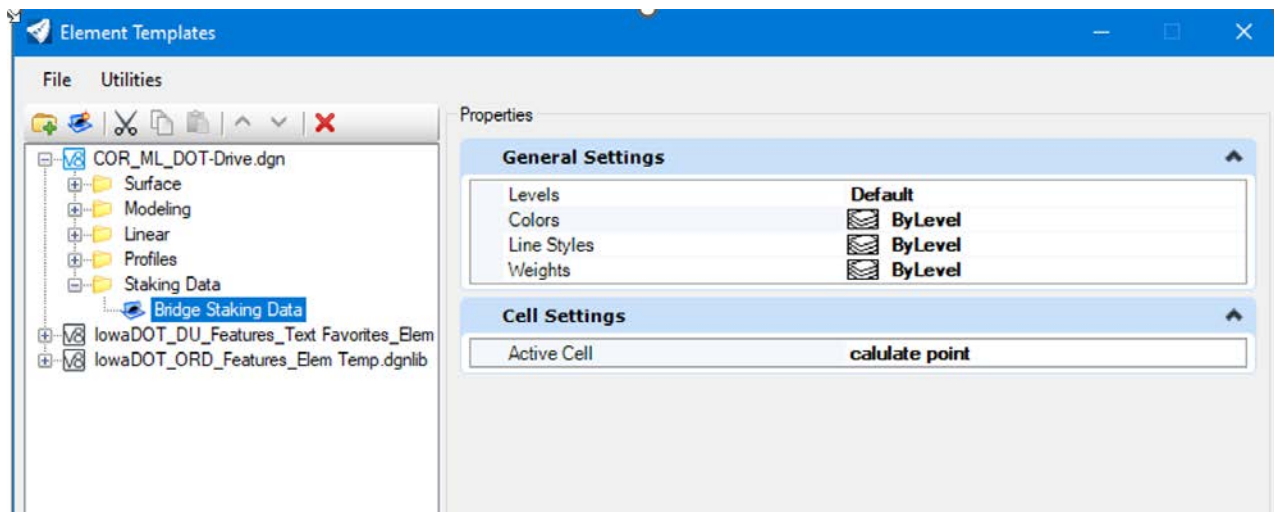 Element Templates
File Utilities
Properties
COR_ML_DOT-Drive.dgn
Surface
Modeling
Linear
Profiles
Staking Data
Bridge Staking Data
IowaDOT_DU_Features_Text Favorites_Elem
IowaDOT_ORD_Features_Elem Temp.dgnlib
General Settings
Levels Default
Colors ByLevel
Line Styles ByLevel
Weights ByLevel
Cell Settings
Active Cell calulate point